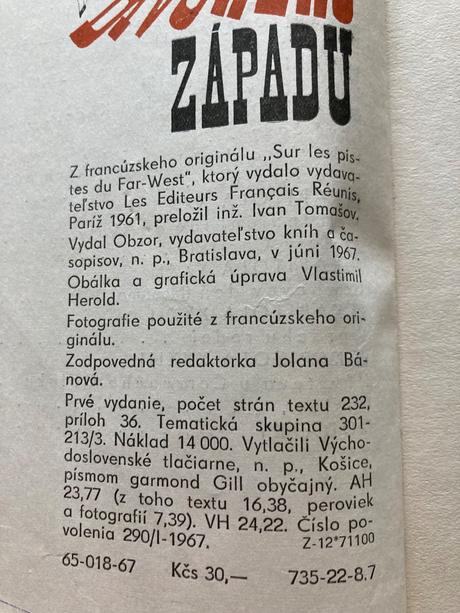 DIVOKÉHO
ZÁPADU
Z francúzskeho originálu „Sur les pis-
tes du Far-West“, ktorý vydalo vydava-
teľstvo Les Editeurs Français Réunis,
Paríž 1961, preložil inž. Ivan Tomašov.
Vydal Obzor, vydavateľstvo kníh a ča-
sopisov, n. p., Bratislava, v júni 1967.
Obálka a grafická úprava Vlastimil
Herold.
Fotografie použité z francúzskeho ori-
ginálu.
Zodpovedná redaktorka Jolana Bá-
nová.
Prvé vydanie, počet strán textu 232,
príloh 36. Tematická skupina 301-
213/3. Náklad 14 000. Vytlačili Výcho-
doslovenské tlačiarne, n. p., Košice,
písmom garmond Gill obyčajný. AH
23,77 (z toho textu 16,38, peroviek
a fotografií 7,39). VH 24,22. Číslo po-
volenia 290/I-1967. Z-12*71100
65-018-67 Kčs 30,— 735-22-8.7